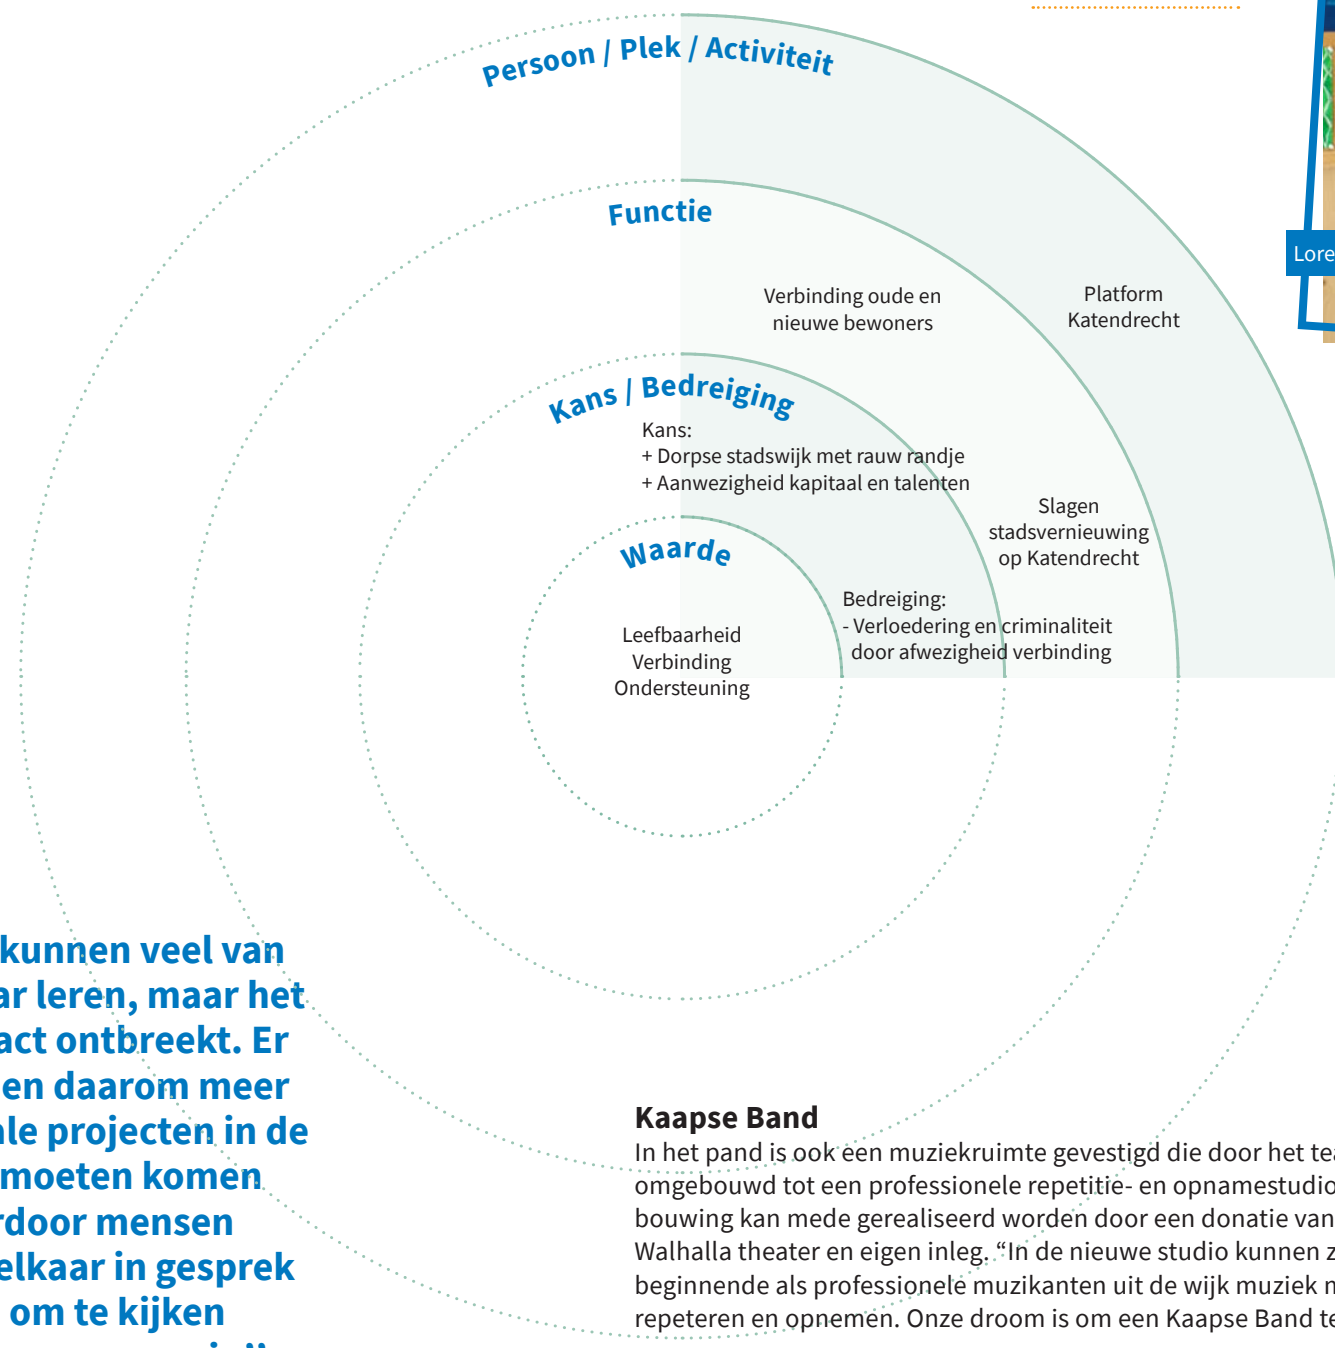 Persoon / Plek / Activiteit
Functie
Verbinding oude en
nieuwe bewoners
Platform
Katendrecht
Lore
Kans / Bedreiging
Kans:
+ Dorpse stadswijk met rauw randje
+ Aanwezigheid kapitaal en talenten
Slagen
stadsvernieuwing
op Katendrecht
Waarde
Bedreiging:
- Verloedering en criminaliteit
door afwezigheid verbinding
Leefbaarheid
Verbinding
Ondersteuning
kunnen veel van
ar leren, maar het
act ontbreekt. Er
en daarom meer
ale projecten in de
moeten komen
rdoor mensen
elkaar in gesprek
om te kijken
Kaapse Band
In het pand is ook een muziekruimte gevestigd die door het tea
omgebouwd tot een professionele repetitie- en opnamestudio
bouwing kan mede gerealiseerd worden door een donatie van
Walhalla theater en eigen inleg. “In de nieuwe studio kunnen z
beginnende als professionele muzikanten uit de wijk muziek m
repeteren en opnemen. Onze droom is om een Kaapse Band te